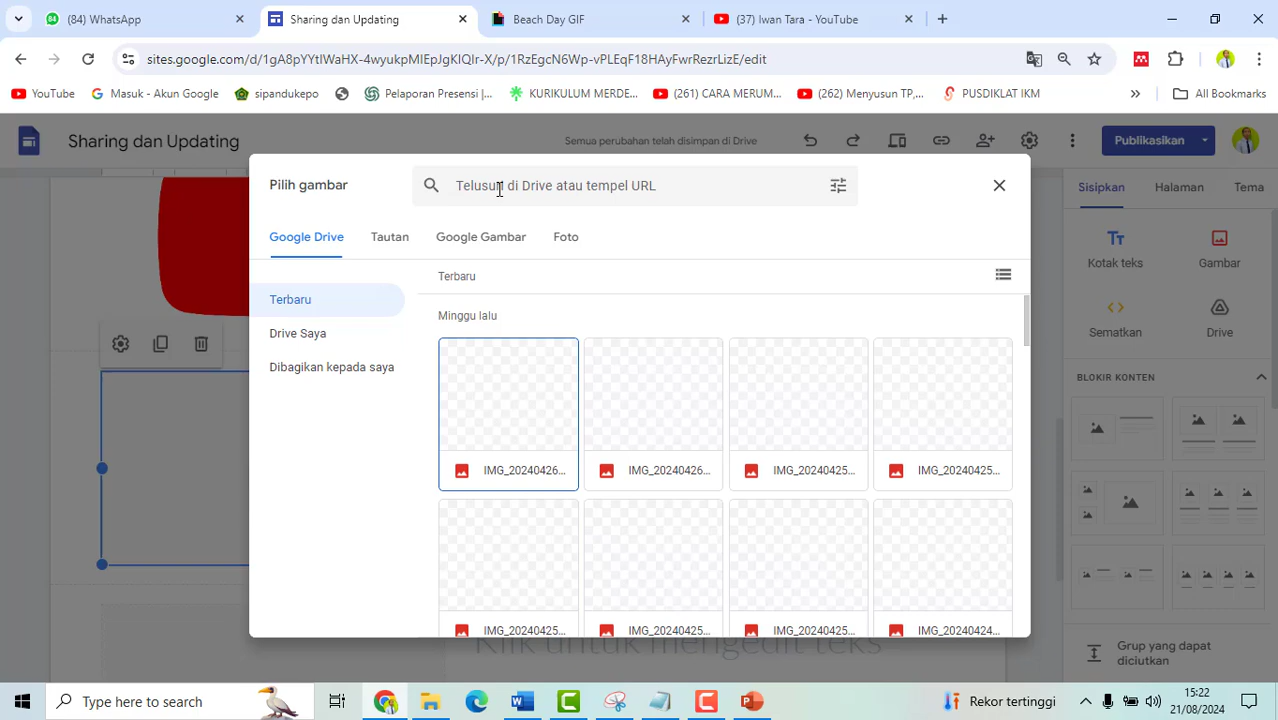 (84) WhatsApp
Sharing dan Updating
Beach Day GIF
(37) Iwan Tara - YouTube
sites.google.com/d/1gA8pYYtIWaHX-4wyukpMIEpJgKIQIr-X/p/1RzEgcN6Wp-vPLEqF18HAyFwrRezrLizE/edit
YouTube
Masuk - Akun Google
sipandukepo
Pelaporan Presensi |...
KURIKULUM MERDE...
(261) CARA MERUM...
(262) Menyusun TP,...
PUSDIKLAT IKM
All Bookmarks
Sharing dan Updating
Semua perubahan telah disimpan di Drive
Publikasikan
Pilih gambar
Telusuri di Drive atau tempel URL
Sisipkan
Halaman
Tema
Google Drive
Tautan
Google Gambar
Foto
Kotak teks
Gambar
Terbaru
Terbaru
Drive Saya
Dibagikan kepada saya
Minggu lalu
Sematkan
Drive
BLOKIR KONTEN
IMG_20240426...
IMG_20240426...
IMG_20240425...
IMG_20240425...
IMG_20240425...
IMG_20240425...
IMG_20240425...
IMG_20240424...
Klik untuk mengedit teks
Grup yang dapat
diciutkan
Type here to search
Rekor tertinggi
15:22
21/08/2024